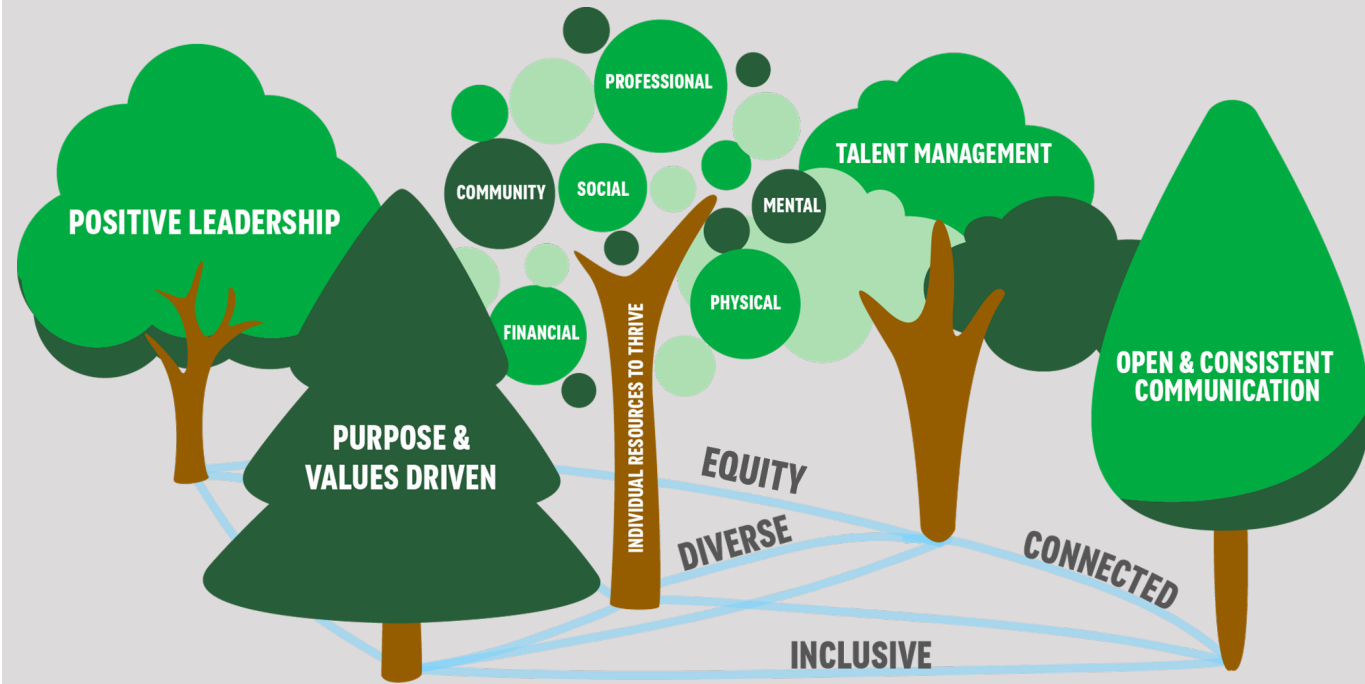 PROFESSIONAL
COMMUNITY
SOCIAL
MENTAL
FINANCIAL
PHYSICAL
TALENT MANAGEMENT
POSITIVE LEADERSHIP
INDIVIDUAL RESOURCES TO THRIVE
OPEN & CONSISTENT
COMMUNICATION
PURPOSE &
VALUES DRIVEN
EQUITY
DIVERSE
CONNECTED
INCLUSIVE